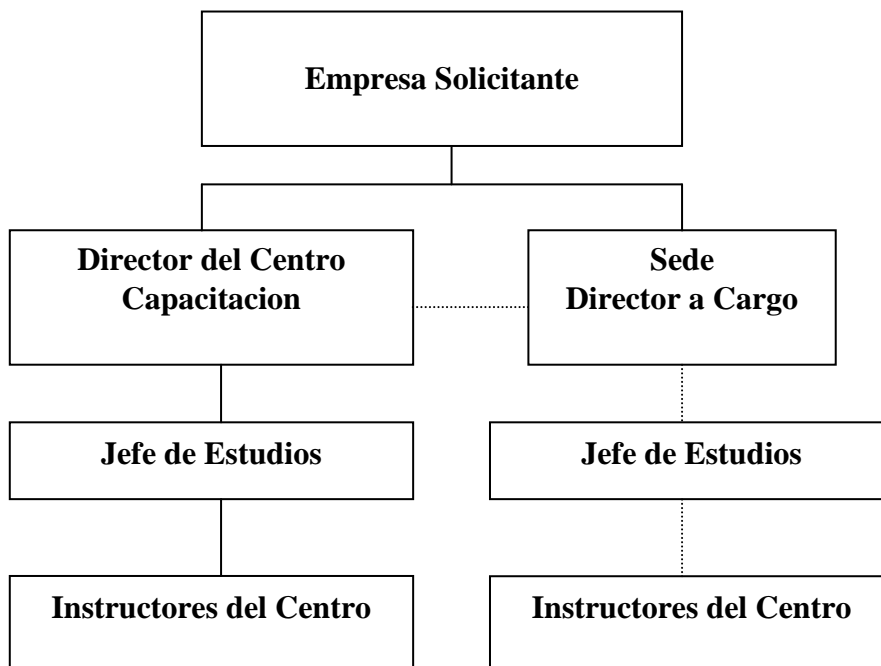 Empresa Solicitante
Director del Centro
Capacitacion
Sede
Director a Cargo
Jefe de Estudios
Jefe de Estudios
Instructores del Centro
Instructores del Centro